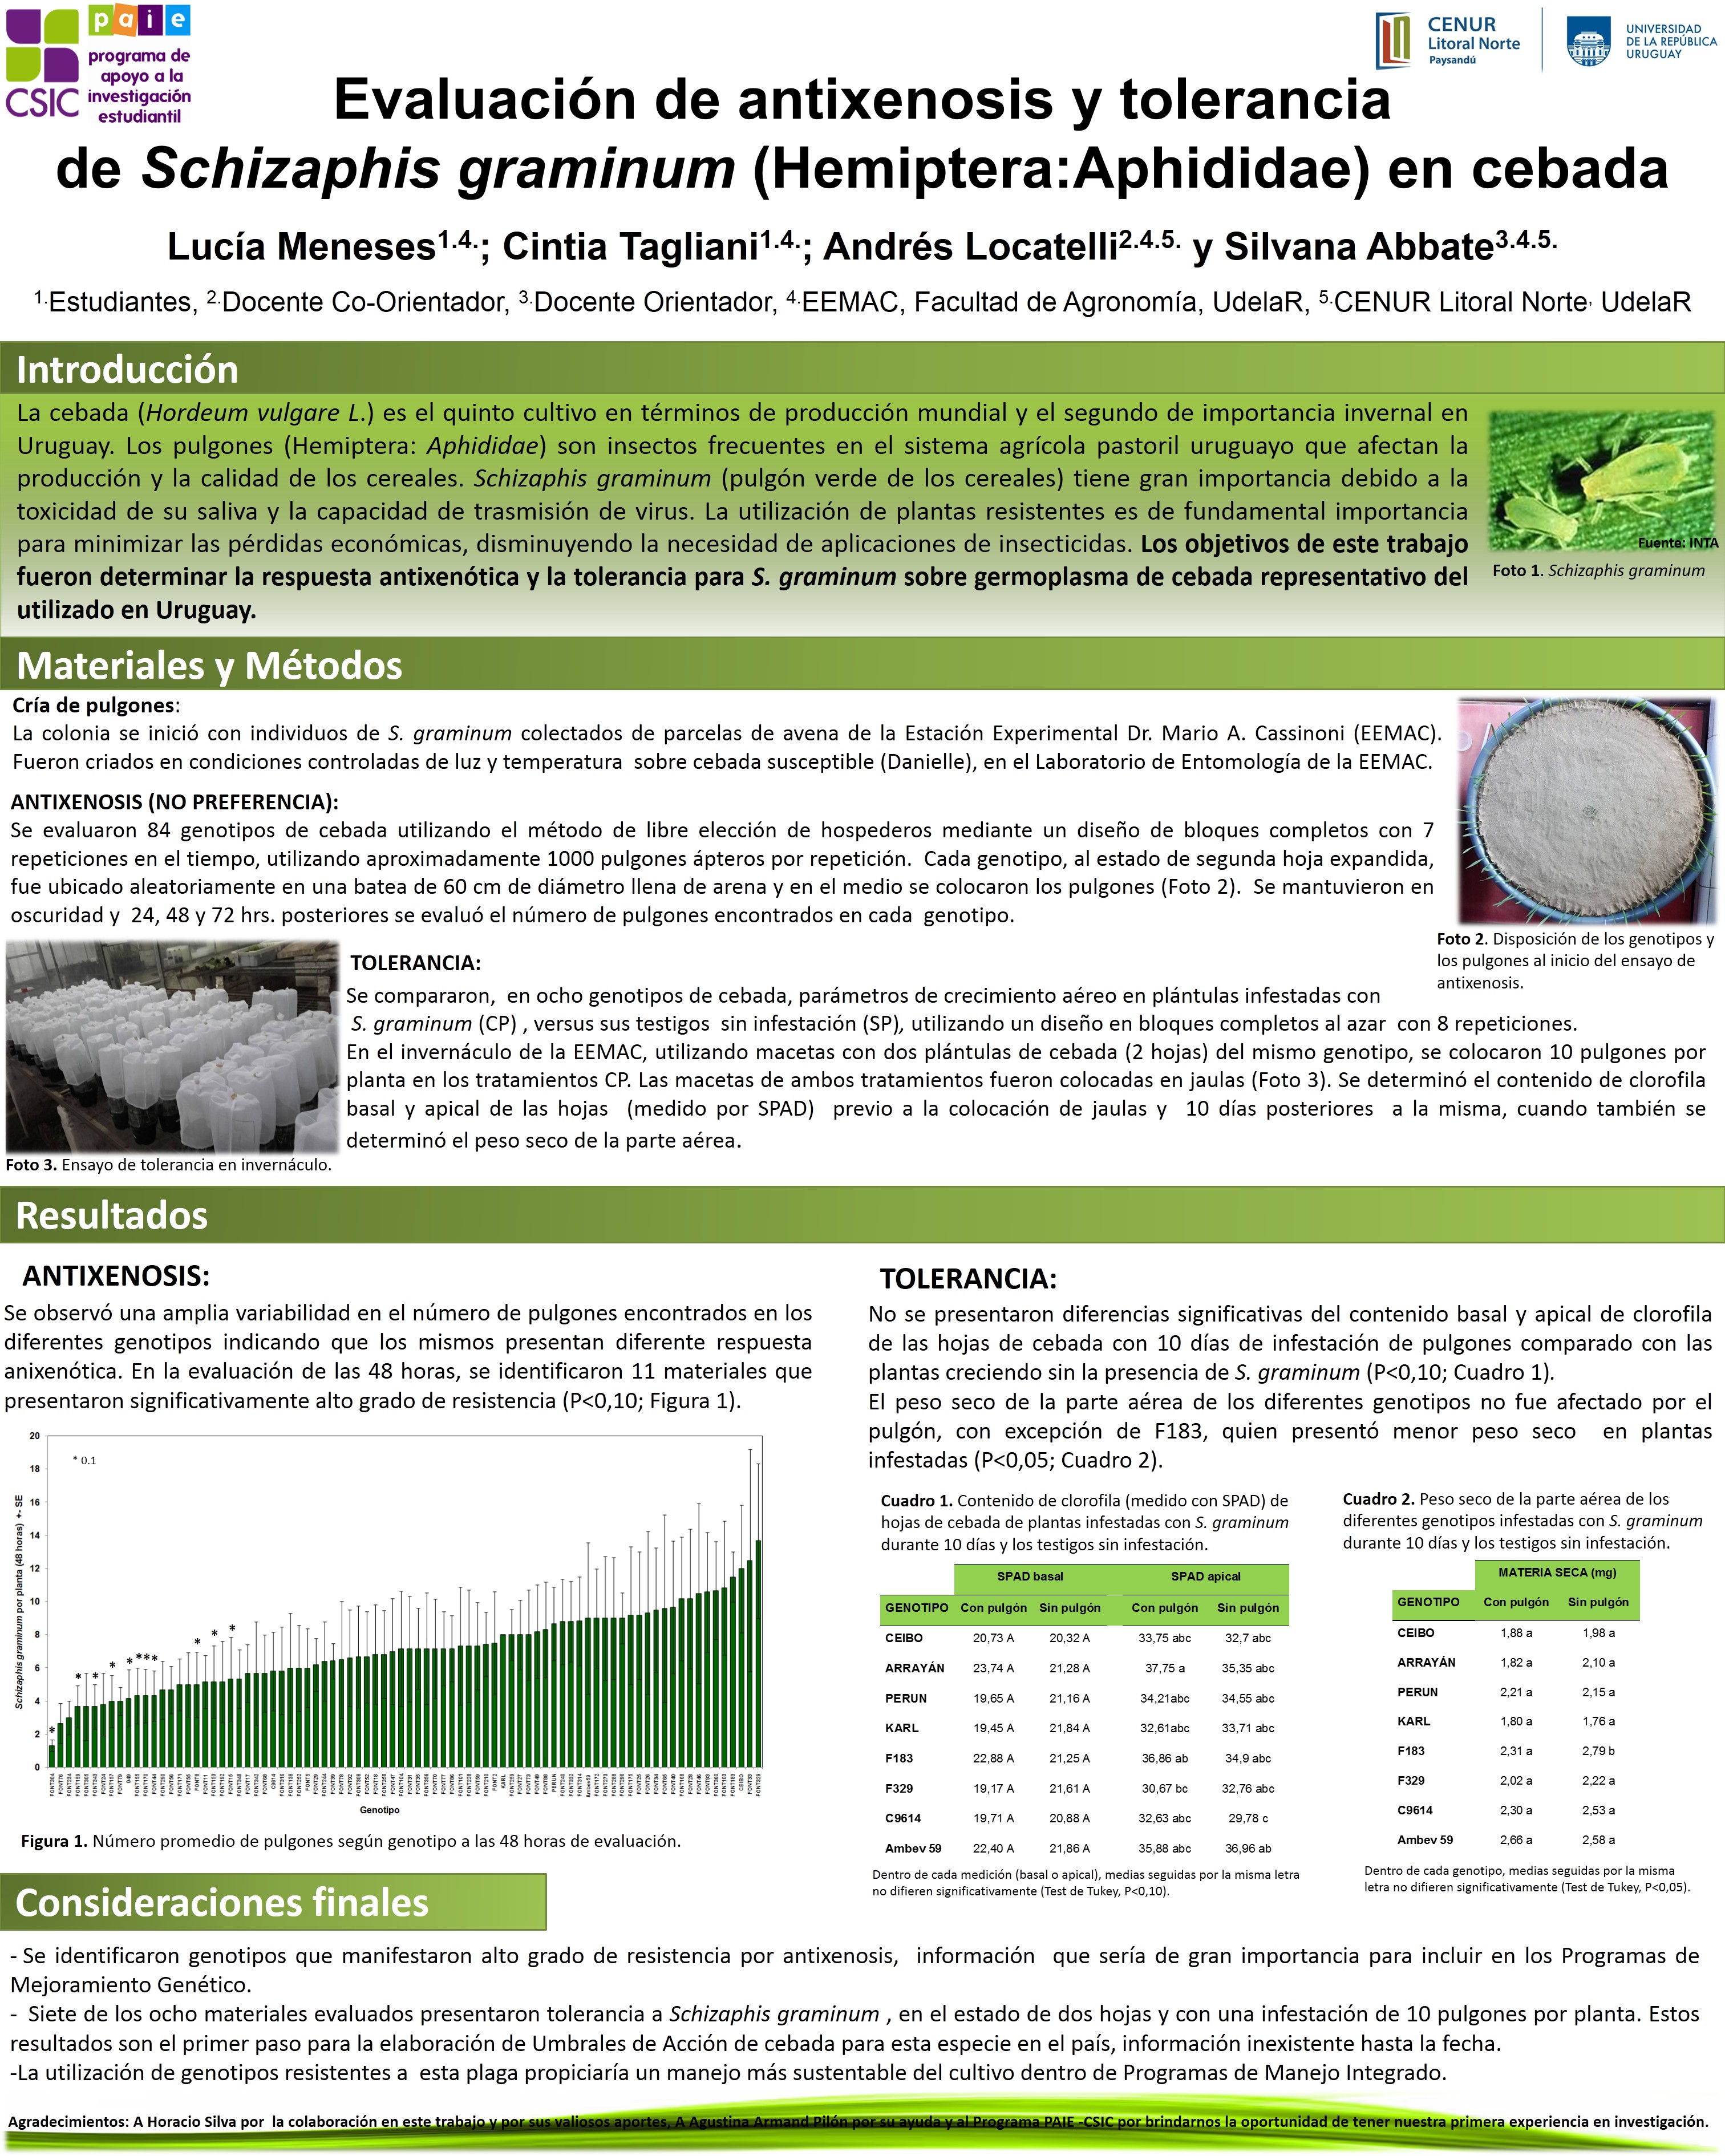 paie
programa de
apoyo a la
investigación
estudiantil
CSIC
CENUR
Litoral Norte
Paysandú
UNIVERSIDAD
DE LA REPÚBLICA
URUGUAY
Evaluación de antixenosis y tolerancia
de Schizaphis graminum (Hemiptera:Aphididae) en cebada
Lucía Meneses1.4.; Cintia Tagliani1.4.; Andrés Locatelli2.4.5. y Silvana Abbate3.4.5.
1.Estudiantes, 2.Docente Co-Orientador, 3.Docente Orientador, 4.EEMAC, Facultad de Agronomía, UdelaR, 5.CENUR Litoral Norte, UdelaR
Introducción
La cebada (Hordeum vulgare L.) es el quinto cultivo en términos de producción mundial y el segundo de importancia invernal en
Uruguay. Los pulgones (Hemiptera: Aphididae) son insectos frecuentes en el sistema agrícola pastoril uruguayo que afectan la
producción y la calidad de los cereales. Schizaphis graminum (pulgón verde de los cereales) tiene gran importancia debido a la
toxicidad de su saliva y la capacidad de trasmisión de virus. La utilización de plantas resistentes es de fundamental importancia
para minimizar las pérdidas económicas, disminuyendo la necesidad de aplicaciones de insecticidas. Los objetivos de este trabajo
fueron determinar la respuesta antixenótica y la tolerancia para S. graminum sobre germoplasma de cebada representativo del
utilizado en Uruguay.
Fuente: INTA
Foto 1. Schizaphis graminum
Materiales y Métodos
Cría de pulgones:
La colonia se inició con individuos de S. graminum colectados de parcelas de avena de la Estación Experimental Dr. Mario A. Cassinoni (EEMAC).
Fueron criados en condiciones controladas de luz y temperatura sobre cebada susceptible (Danielle), en el Laboratorio de Entomología de la EEMAC.
ANTIXENOSIS (NO PREFERENCIA):
Se evaluaron 84 genotipos de cebada utilizando el método de libre elección de hospederos mediante un diseño de bloques completos con 7
repeticiones en el tiempo, utilizando aproximadamente 1000 pulgones ápteros por repetición. Cada genotipo, al estado de segunda hoja expandida,
fue ubicado aleatoriamente en una batea de 60 cm de diámetro llena de arena y en el medio se colocaron los pulgones (Foto 2). Se mantuvieron en
oscuridad y 24, 48 y 72 hrs. posteriores se evaluó el número de pulgones encontrados en cada genotipo.
Foto 2. Disposición de los genotipos y
los pulgones al inicio del ensayo de
antixenosis.
TOLERANCIA:
Se compararon, en ocho genotipos de cebada, parámetros de crecimiento aéreo en plántulas infestadas con
S. graminum (CP) , versus sus testigos sin infestación (SP), utilizando un diseño en bloques completos al azar con 8 repeticiones.
En el invernáculo de la EEMAC, utilizando macetas con dos plántulas de cebada (2 hojas) del mismo genotipo, se colocaron 10 pulgones por
planta en los tratamientos CP. Las macetas de ambos tratamientos fueron colocadas en jaulas (Foto 3). Se determinó el contenido de clorofila
basal y apical de las hojas (medido por SPAD) previo a la colocación de jaulas y 10 días posteriores a la misma, cuando también se
determinó el peso seco de la parte aérea.
Foto 3. Ensayo de tolerancia en invernáculo.
Resultados
ANTIXENOSIS:
Se observó una amplia variabilidad en el número de pulgones encontrados en los
diferentes genotipos indicando que los mismos presentan diferente respuesta
anixenótica. En la evaluación de las 48 horas, se identificaron 11 materiales que
presentaron significativamente alto grado de resistencia (P<0,10; Figura 1).
* 0.1
Schizaphis graminum por planta (48 horas) +- SE
20
18
16
14
12
10
8
6
4
2
0
Genotipo
Figura 1. Número promedio de pulgones según genotipo a las 48 horas de evaluación.
TOLERANCIA:
No se presentaron diferencias significativas del contenido basal y apical de clorofila
de las hojas de cebada con 10 días de infestación de pulgones comparado con las
plantas creciendo sin la presencia de S. graminum (P<0,10; Cuadro 1).
El peso seco de la parte aérea de los diferentes genotipos no fue afectado por el
pulgón, con excepción de F183, quien presentó menor peso seco en plantas
infestadas (P<0,05; Cuadro 2).
Cuadro 1. Contenido de clorofila (medido con SPAD) de
hojas de cebada de plantas infestadas con S. graminum
durante 10 días y los testigos sin infestación.
SPAD basal SPAD apical
GENOTIPO Con pulgón Sin pulgón Con pulgón Sin pulgón
CEIBO 20,73 A 20,32 A 33,75 abc 32,7 abc
ARRAYÁN 23,74 A 21,28 A 37,75 a 35,35 abc
PERUN 19,65 A 21,16 A 34,21abc 34,55 abc
KARL 19,45 A 21,84 A 32,61abc 33,71 abc
F183 22,88 A 21,25 A 36,86 ab 34,9 abc
F329 19,17 A 21,61 A 30,67 bc 32,76 abc
C9614 19,71 A 20,88 A 32,63 abc 29,78 c
Ambev 59 22,40 A 21,86 A 35,88 abc 36,96 ab
Dentro de cada medición (basal o apical), medias seguidas por la misma letra
no difieren significativamente (Test de Tukey, P<0,10).
Cuadro 2. Peso seco de la parte aérea de los
diferentes genotipos infestadas con S. graminum
durante 10 días y los testigos sin infestación.
MATERIA SECA (mg)
GENOTIPO Con pulgón Sin pulgón
CEIBO 1,88 a 1,98 a
ARRAYÁN 1,82 a 2,10 a
PERUN 2,21 a 2,15 a
KARL 1,80 a 1,76 a
F183 2,31 a 2,79 b
F329 2,02 a 2,22 a
C9614 2,30 a 2,53 a
Ambev 59 2,66 a 2,58 a
Dentro de cada genotipo, medias seguidas por la misma
letra no difieren significativamente (Test de Tukey, P<0,05).
Consideraciones finales
- Se identificaron genotipos que manifestaron alto grado de resistencia por antixenosis, información que sería de gran importancia para incluir en los Programas de
Mejoramiento Genético.
- Siete de los ocho materiales evaluados presentaron tolerancia a Schizaphis graminum , en el estado de dos hojas y con una infestación de 10 pulgones por planta. Estos
resultados son el primer paso para la elaboración de Umbrales de Acción de cebada para esta especie en el país, información inexistente hasta la fecha.
-La utilización de genotipos resistentes a esta plaga propiciaría un manejo más sustentable del cultivo dentro de Programas de Manejo Integrado.
Agradecimientos: A Horacio Silva por la colaboración en este trabajo y por sus valiosos aportes, A Agustina Armand Pilón por su ayuda y al Programa PAIE -CSIC por brindarnos la oportunidad de tener nuestra primera experiencia en investigación.